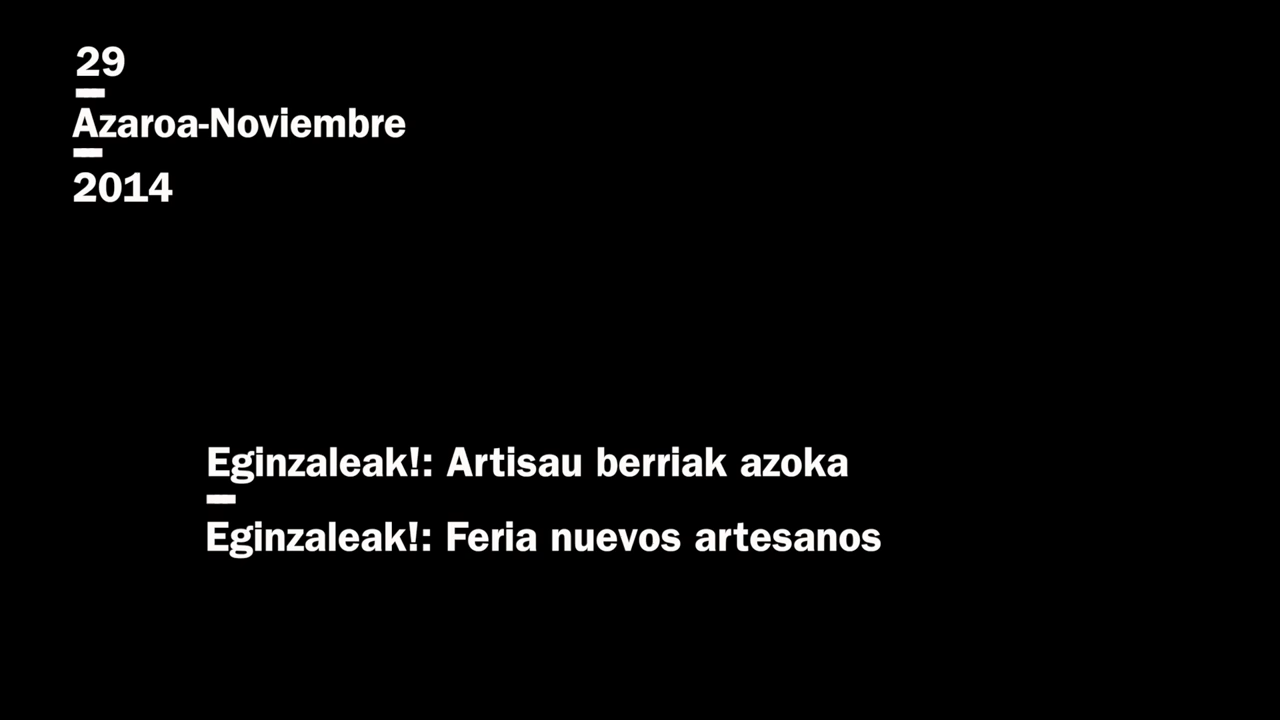 29
Azaroa-Noviembre
2014
Eginzaleak!: Artisau berriak azoka
Eginzaleak!: Feria nuevos artesanos